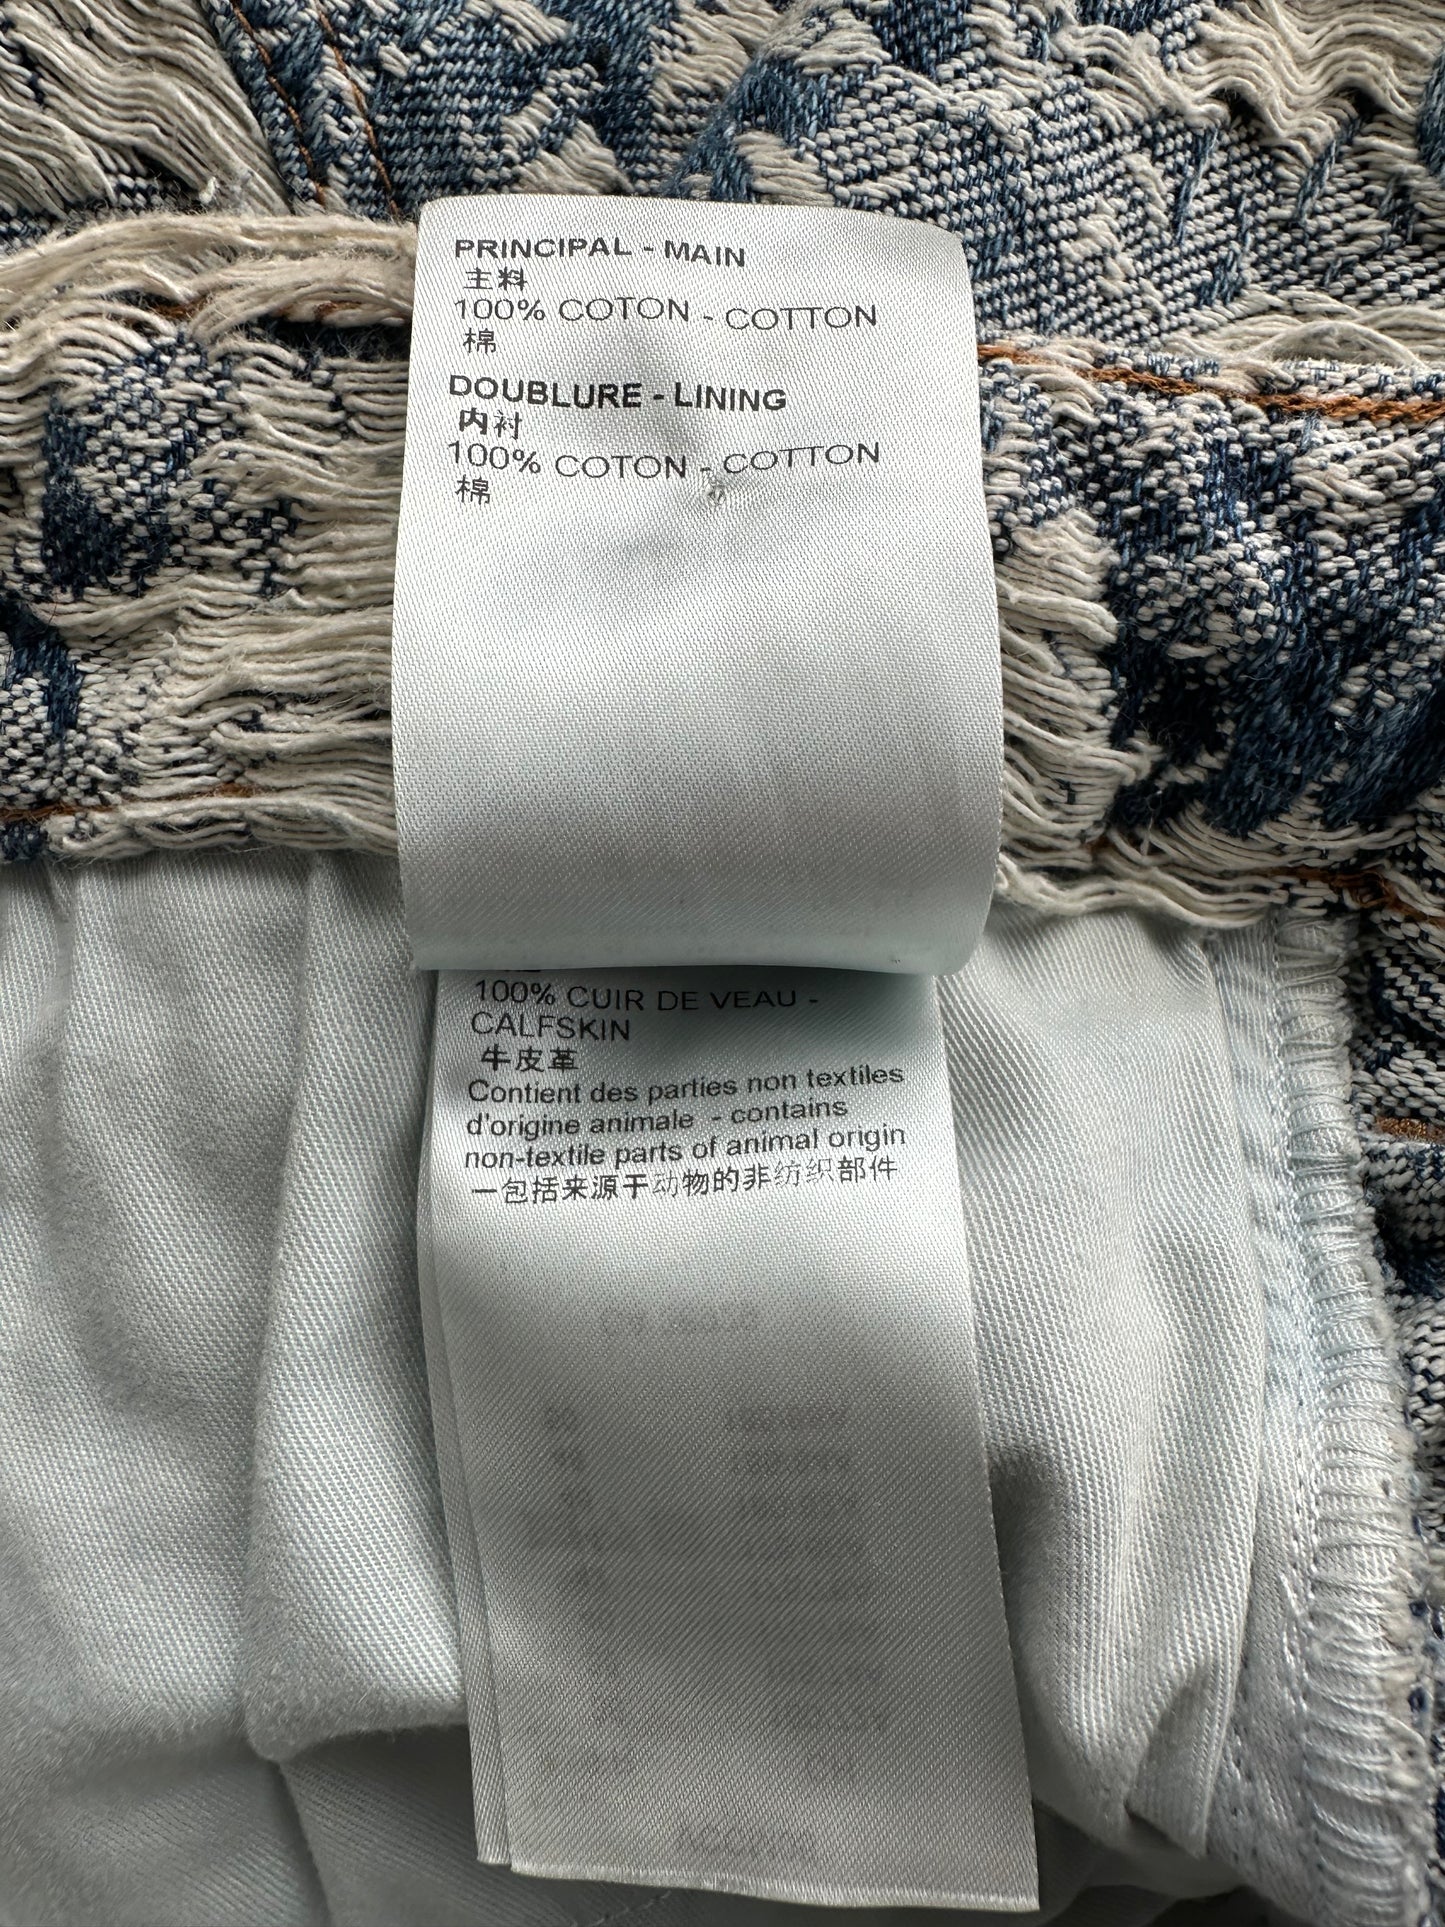 PRINCIPAL - MAIN
主料
100% COTON - COTTON
棉
DOUBLURE - LINING
内衬
100% COTON - COTTON
棉
100% CUIR DE VEAU -
CALFSKIN
牛皮革
Contient des parties non textiles
d'origine animale - contains
non-textile parts of animal origin
一包括来源于动物的非纺织部件